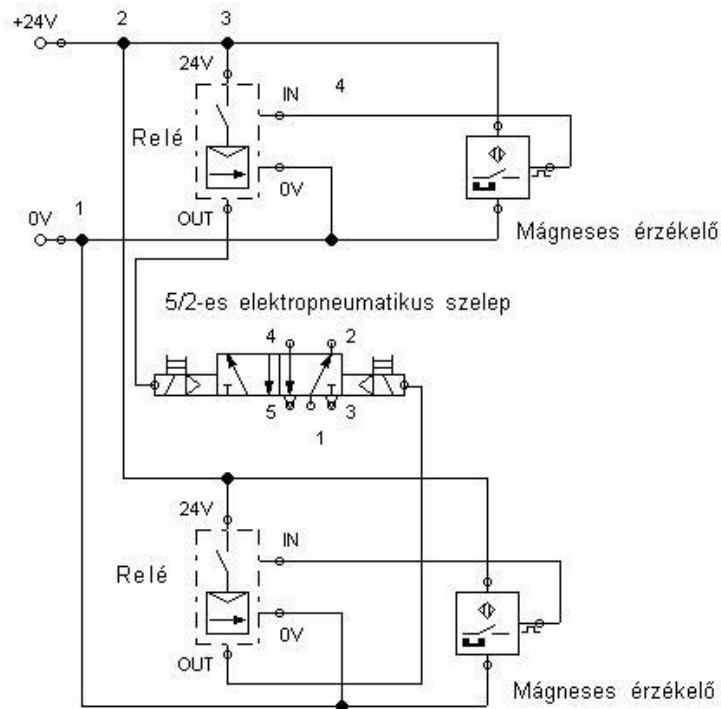 +24V 2 3
24V
IN 4
Relé
0V
OUT
0V 1
Mágneses érzékelő
5/2-es elektropneumatikus szelep
4 2
5 3
1
24V
IN
Relé
0V
OUT
Mágneses érzékelő